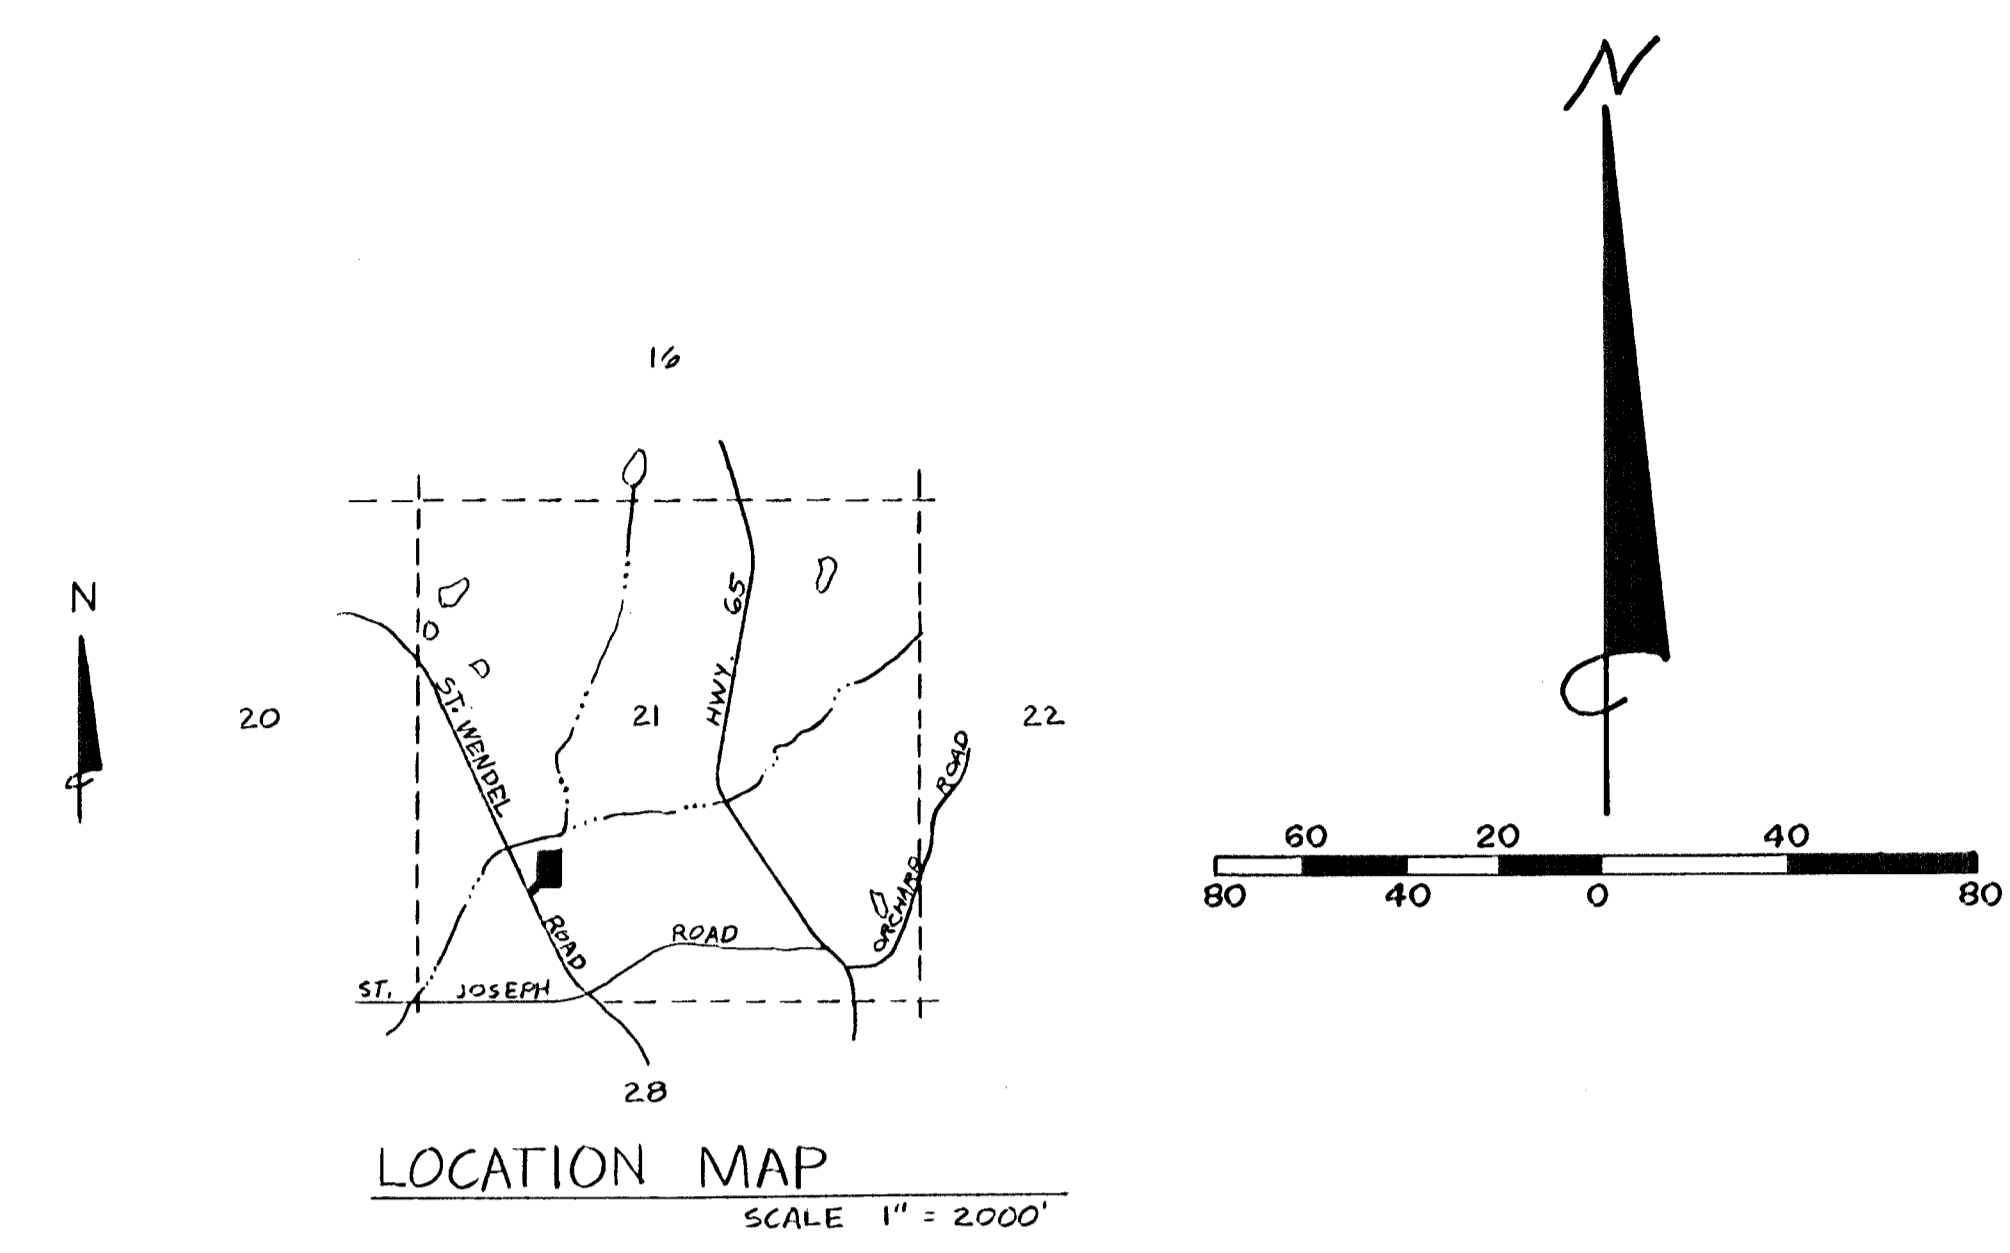 N
16
N
HWY. 65
ST. WENDEL ROAD
20
21
22
ORCHARD ROAD
60 20 40
80 40 0 80
ROAD
ST. JOSEPH
28
LOCATION MAP
SCALE 1" = 2000'